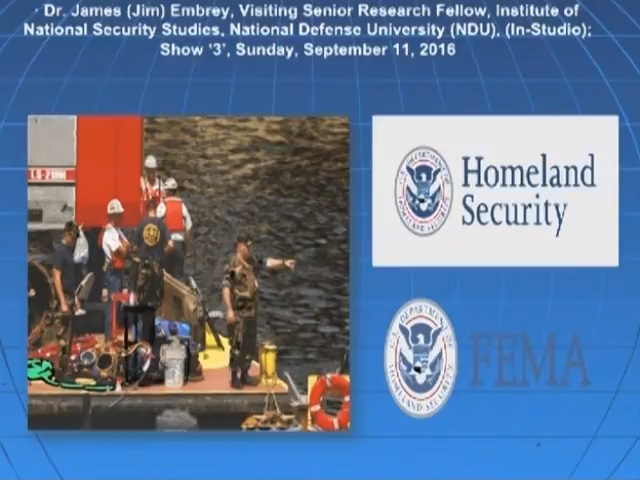 Dr. James (Jim) Embrey, Visiting Senior Research Fellow, Institute of
National Security Studies, National Defense University (NDU), (In-Studio);
Show ‘3’, Sunday, September 11, 2016
Homeland
Security
FEMA